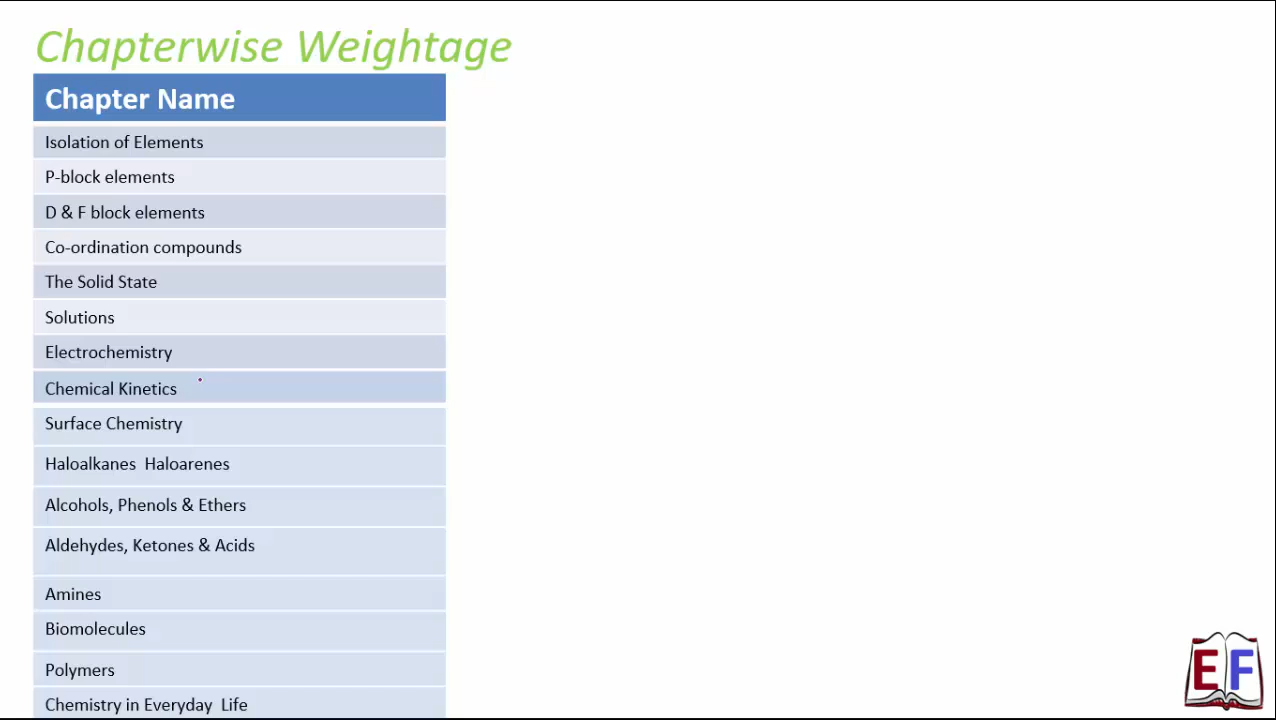 Chapterwise Weightage
Chapter Name
Isolation of Elements
P-block elements
D & F block elements
Co-ordination compounds
The Solid State
Solutions
Electrochemistry
Chemical Kinetics
Surface Chemistry
Haloalkanes  Haloarenes
Alcohols, Phenols & Ethers
Aldehydes, Ketones & Acids
Amines
Biomolecules
Polymers
Chemistry in Everyday  Life
EF